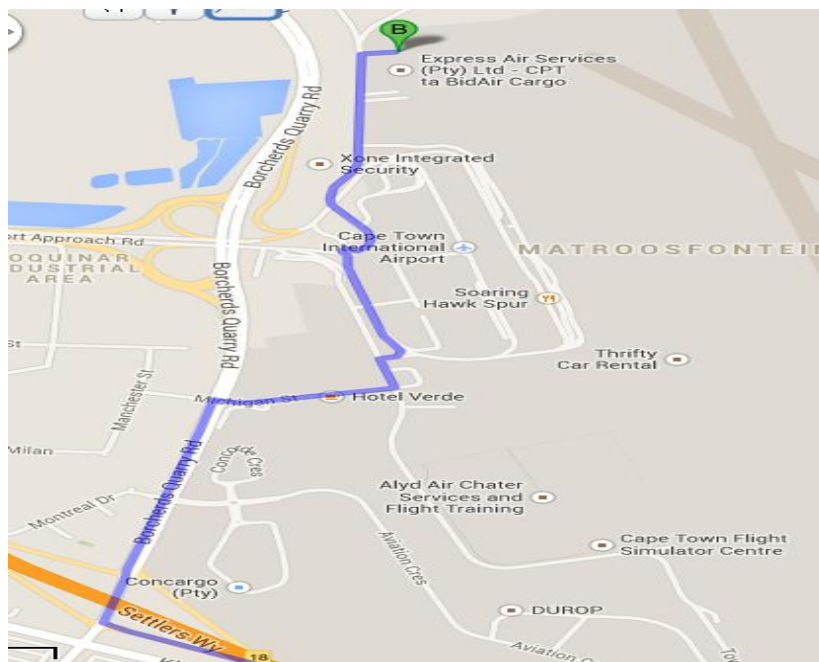 B
Express Air Services
(Pty) Ltd - CPT
ta BidAir Cargo
Borcherds Quarry Rd
Xone Integrated
Security
ort Approach Rd
Cape Town
International
Airport
MATROOSFONTEIN
OQUINAR
NDUSTRIAL
AREA
Borcherds Quarry Rd
Soaring
Hawk Spur
St
Thrifty
Car Rental
Manchester St
Michigan St
Hotel Verde
Milan
Borcherds Quarry Rd
Concorde Cres
Alyd Air Chater
Services and
Flight Training
Montreal Dr
Cape Town Flight
Simulator Centre
Aviation Cres
Concargo
(Pty)
DUROP
Settlers Wy
18
Aviation C